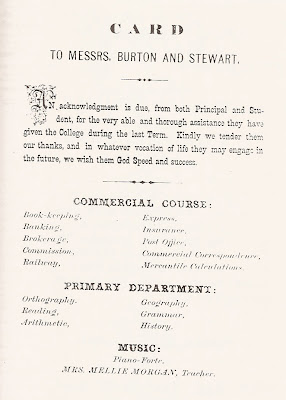 CARD
TO MESSRS. BURTON AND STEWART.
AN acknowledgment is due, from both Principal and Stu-
dent, for the very able and thorough assistance they have
given the College during the last Term. Kindly we tender them
our thanks, and in whatever vocation of life they may engage in
the future, we wish them God Speed and success.
COMMERCIAL COURSE:
Book-keeping, Express,
Banking, Insurance,
Brokerage, Post Office,
Commission, Commercial Correspondence,
Railway, Mercantile Calculations.
PRIMARY DEPARTMENT:
Orthography, Geography,
Reading, Grammar,
Arithmetic, History.
MUSIC:
Piano-Forte.
MRS. MELLIE MORGAN, Teacher.